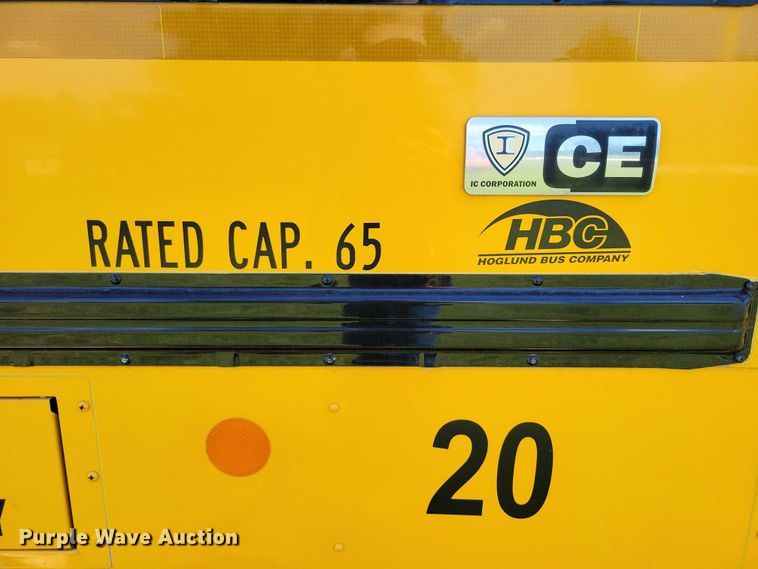 I
IC CORPORATION
CE
RATED CAP. 65
HBC
HOGLUND BUS COMPANY
20
Purple Wave Auction